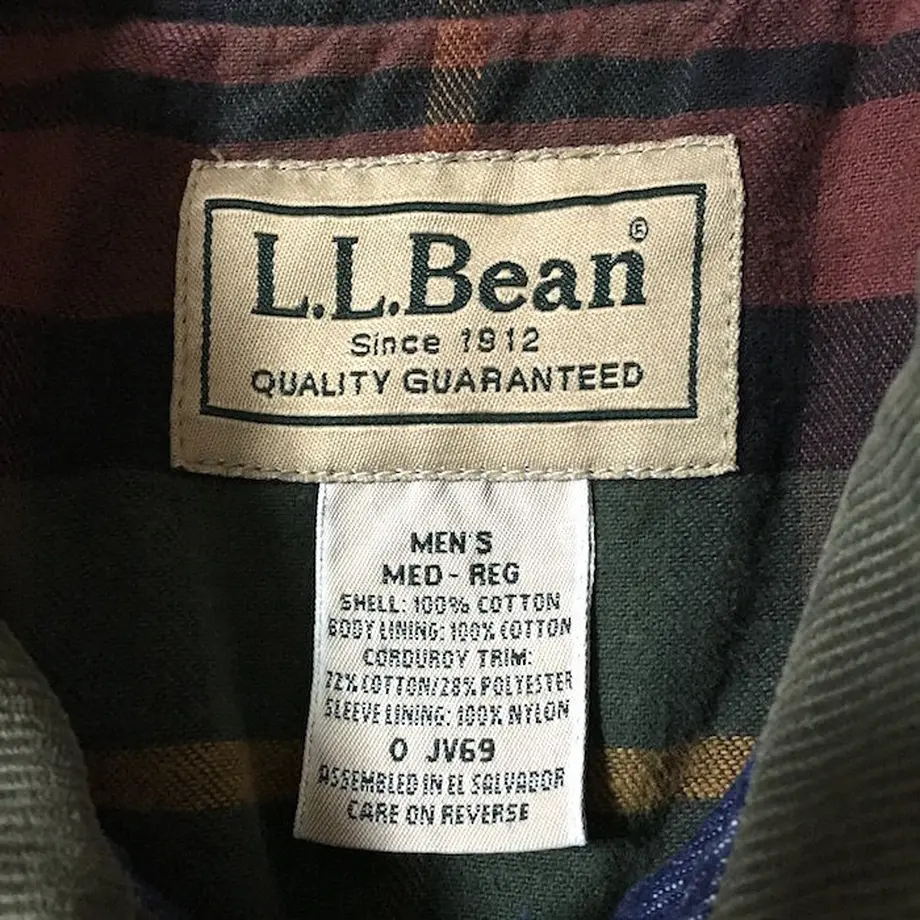 L.L.Bean®
Since 1912
QUALITY GUARANTEED
MEN'S
MED - REG
SHELL: 100% COTTON
BODY LINING: 100% COTTON
CORDUROY TRIM:
72% COTTON/28% POLYESTER
SLEEVE LINING: 100% NYLON
0 JV69
ASSEMBLED IN EL SALVADOR
CARE ON REVERSE